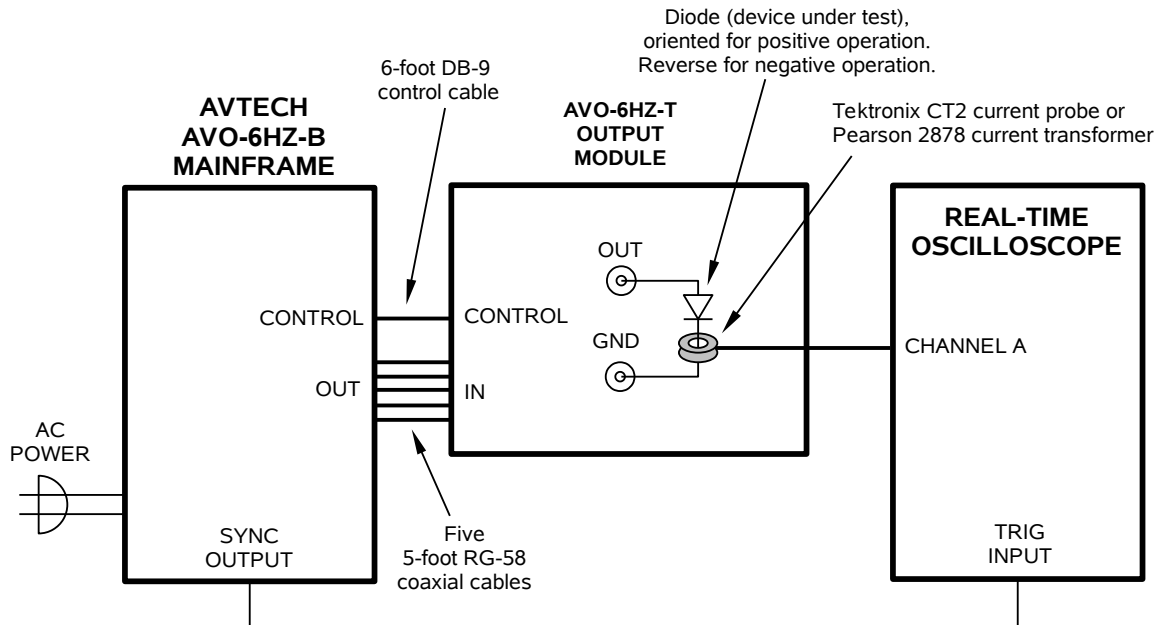 Diode (device under test),
oriented for positive operation.
Reverse for negative operation.
6-foot DB-9
control cable
AVTECH
AVO-6HZ-B
MAINFRAME
AVO-6HZ-T
OUTPUT
MODULE
Tektronix CT2 current probe or
Pearson 2878 current transformer
REAL-TIME
OSCILLOSCOPE
OUT
CONTROL
CONTROL
GND
CHANNEL A
OUT
IN
AC
POWER
SYNC
OUTPUT
Five
5-foot RG-58
coaxial cables
TRIG
INPUT